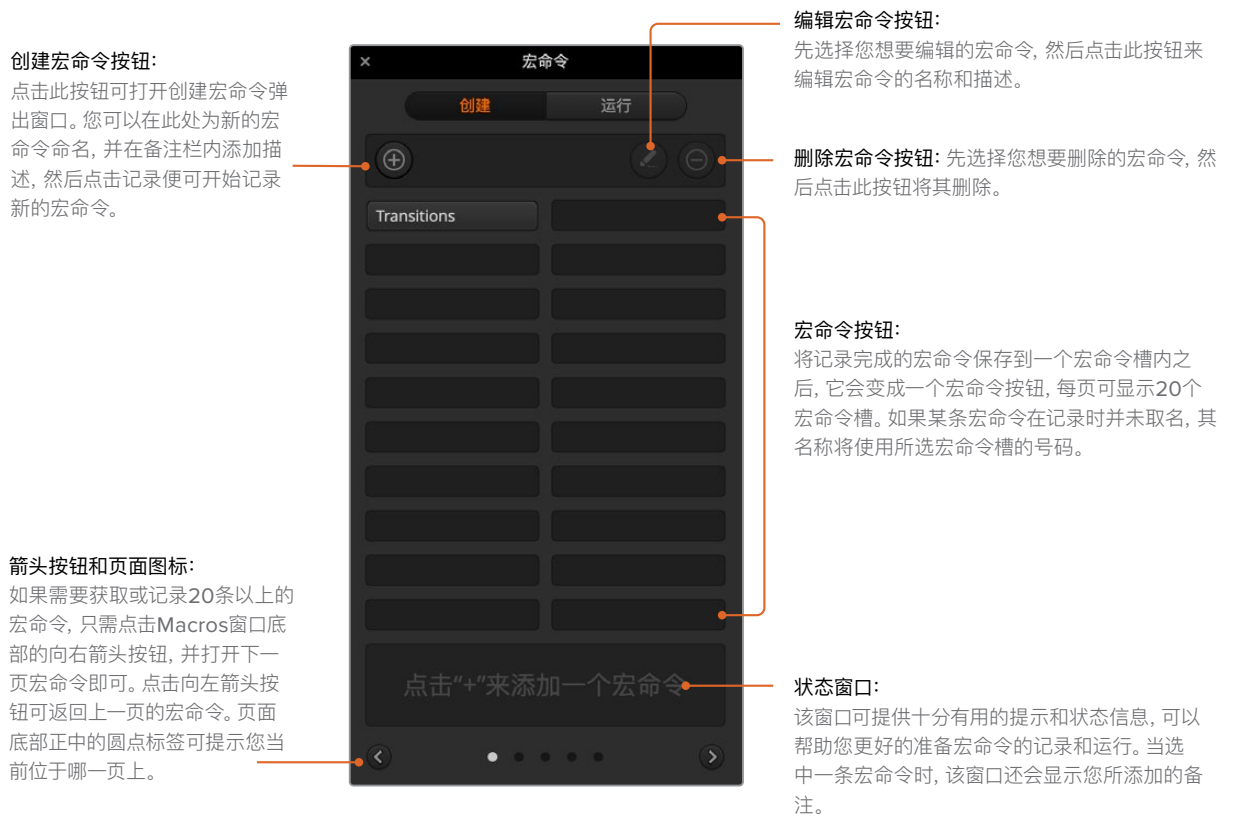 创建宏命令按钮：
点击此按钮可打开创建宏命令弹
出窗口。您可以在此处为新的宏
命令命名，并在备注栏内添加描
述，然后点击记录便可开始记录
新的宏命令。
箭头按钮和页面图标：
如果需要获取或记录20条以上的
宏命令，只需点击Macros窗口底
部的向右箭头按钮，并打开下一
页宏命令即可。点击向左箭头按
钮可返回上一页的宏命令。页面
底部正中的圆点标签可提示您当
前位于哪一页上。
宏命令
创建
运行
Transitions
点击“+”来添加一个宏命令
编辑宏命令按钮：
先选择您想要编辑的宏命令，然后点击此按钮来
编辑宏命令的名称和描述。
删除宏命令按钮：先选择您想要删除的宏命令，然
后点击此按钮将其删除。
宏命令按钮：
将记录完成的宏命令保存到一个宏命令槽内之
后，它会变成一个宏命令按钮，每页可显示20个
宏命令槽。如果某条宏命令在记录时并未取名，其
名称将使用所选宏命令槽的号码。
状态窗口：
该窗口可提供十分有用的提示和状态信息，可以
帮助您更好的准备宏命令的记录和运行。当选
中一条宏命令时，该窗口还会显示您所添加的备
注。